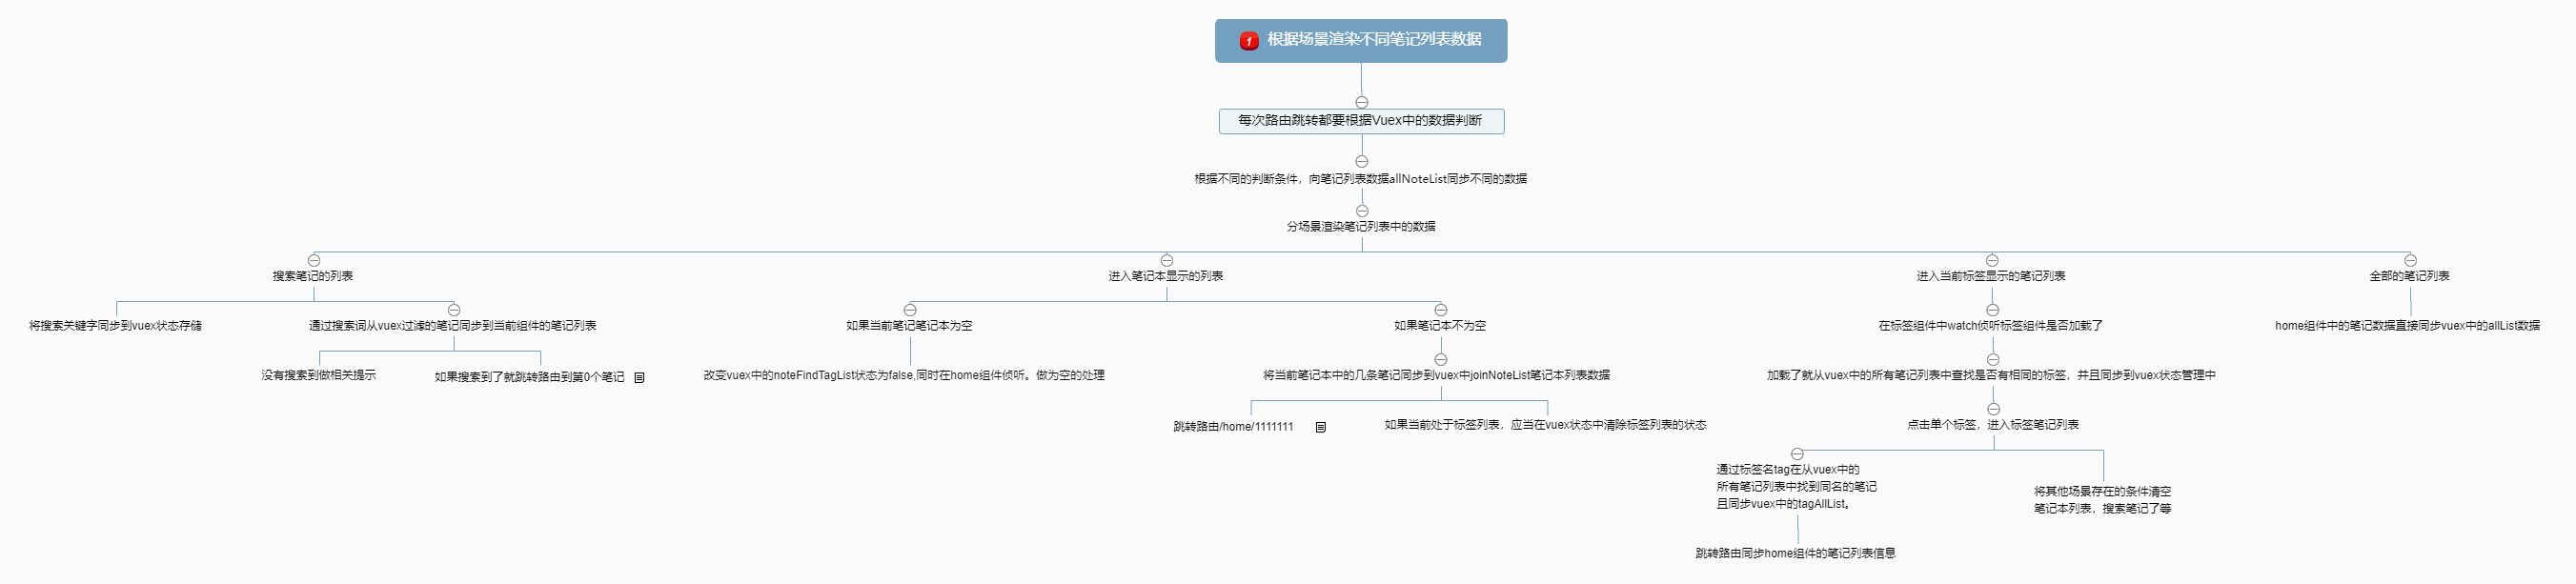 1 根据场景渲染不同笔记列表数据
每次路由跳转都要根据Vuex中的数据判断
根据不同的判断条件，向笔记列表数据allNoteList同步不同的数据
分场景渲染笔记列表中的数据
搜索笔记的列表
进入笔记本显示的列表
进入当前标签显示的笔记列表
全部的笔记列表
将搜索关键字同步到vuex状态存储
通过搜索词从vuex过滤的笔记同步到当前组件的笔记列表
如果当前笔记笔记本为空
如果笔记本不为空
在标签组件中watch侦听标签组件是否加载了
home组件中的笔记数据直接同步vuex中的allList数据
没有搜索到做相关提示
如果搜索到了就跳转路由到第0个笔记
改变vuex中的noteFindTagList状态为false,同时在home组件侦听。做为空的处理
将当前笔记本中的几条笔记同步到vuex中joinNoteList笔记本列表数据
加载了就从vuex中的所有笔记列表中查找是否有相同的标签，并且同步到vuex状态管理中
跳转路由/home/1111111
如果当前处于标签列表，应当在vuex状态中清除标签列表的状态
点击单个标签，进入标签笔记列表
通过标签名tag在从vuex中的
所有笔记列表中找到同名的笔记
且同步vuex中的tagAllList。
将其他场景存在的条件清空
笔记本列表，搜索笔记了等
跳转路由同步home组件的笔记列表信息